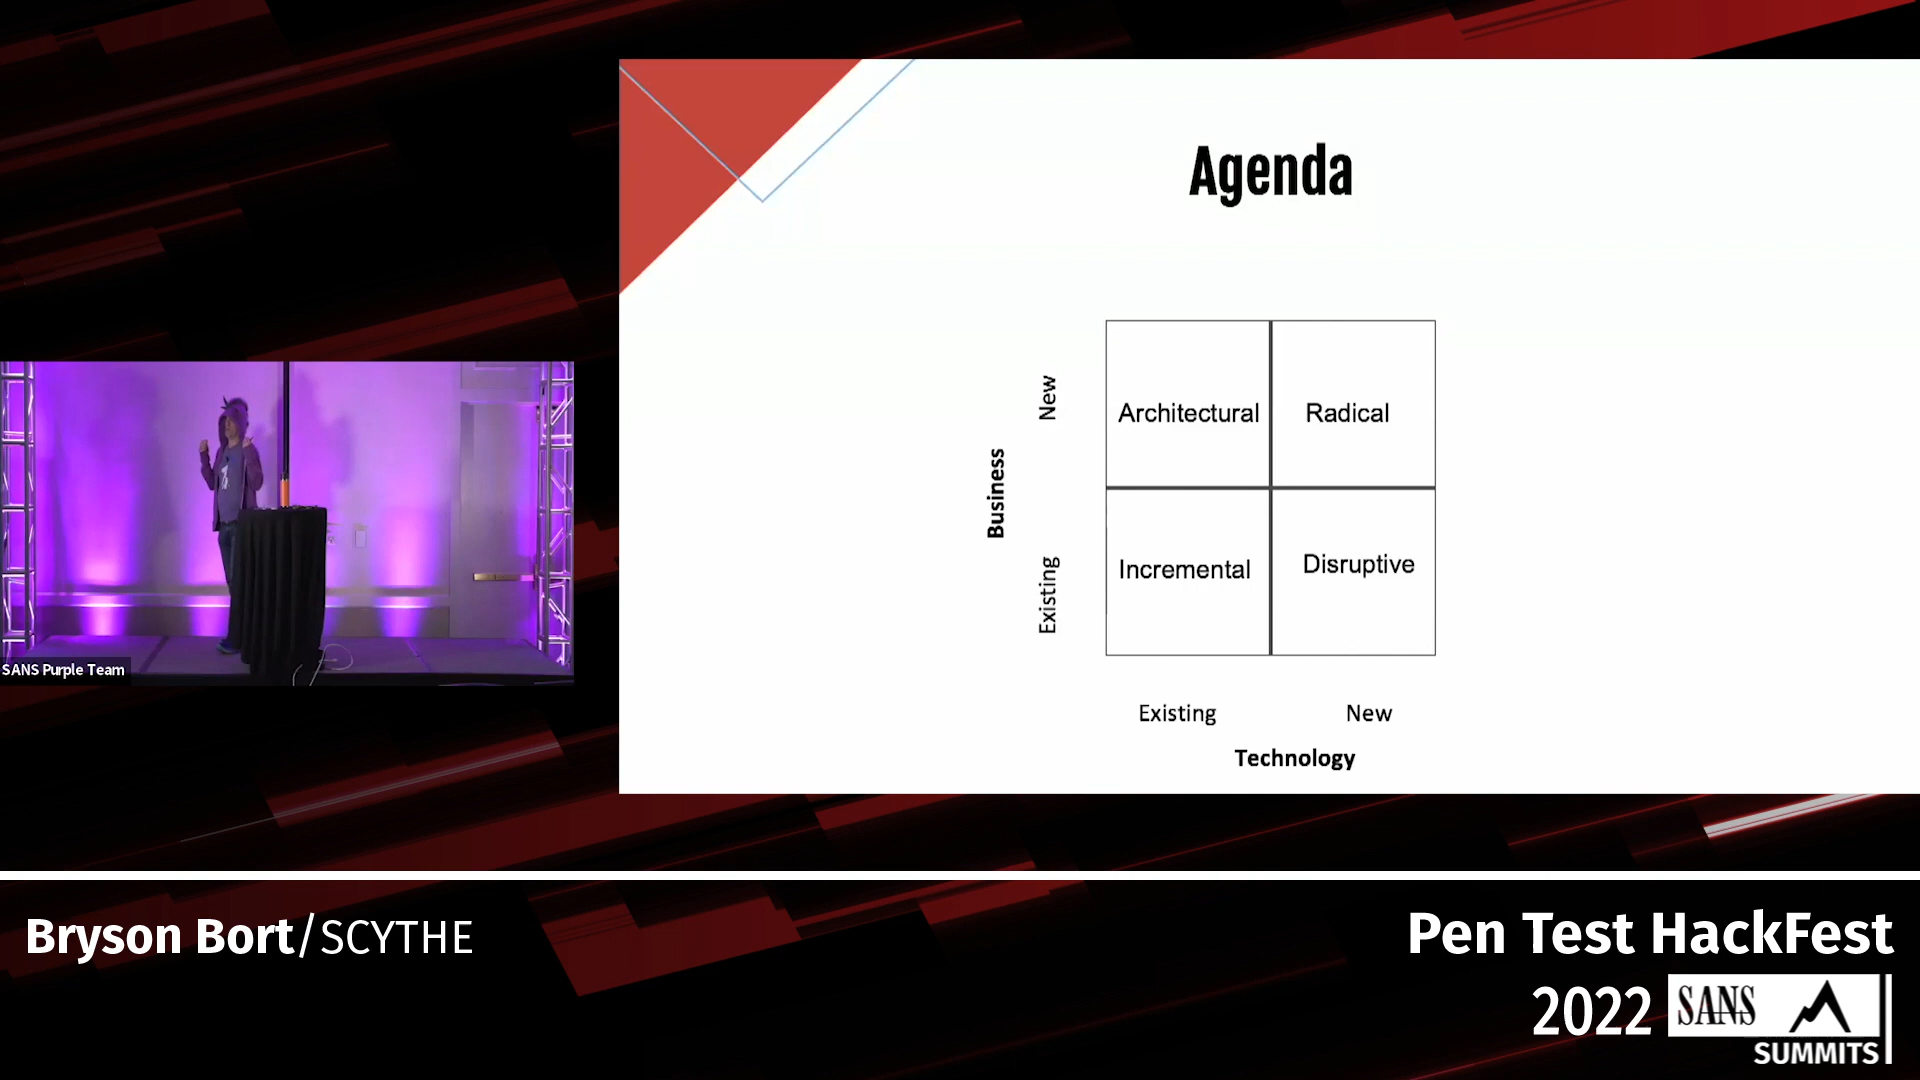 Agenda
Business
New
Existing
Architectural
Radical
Incremental
Disruptive
Existing
New
Technology
SANS Purple Team
Bryson Bort/SCYTHE
Pen Test HackFest
2022
SANS
SUMMITS